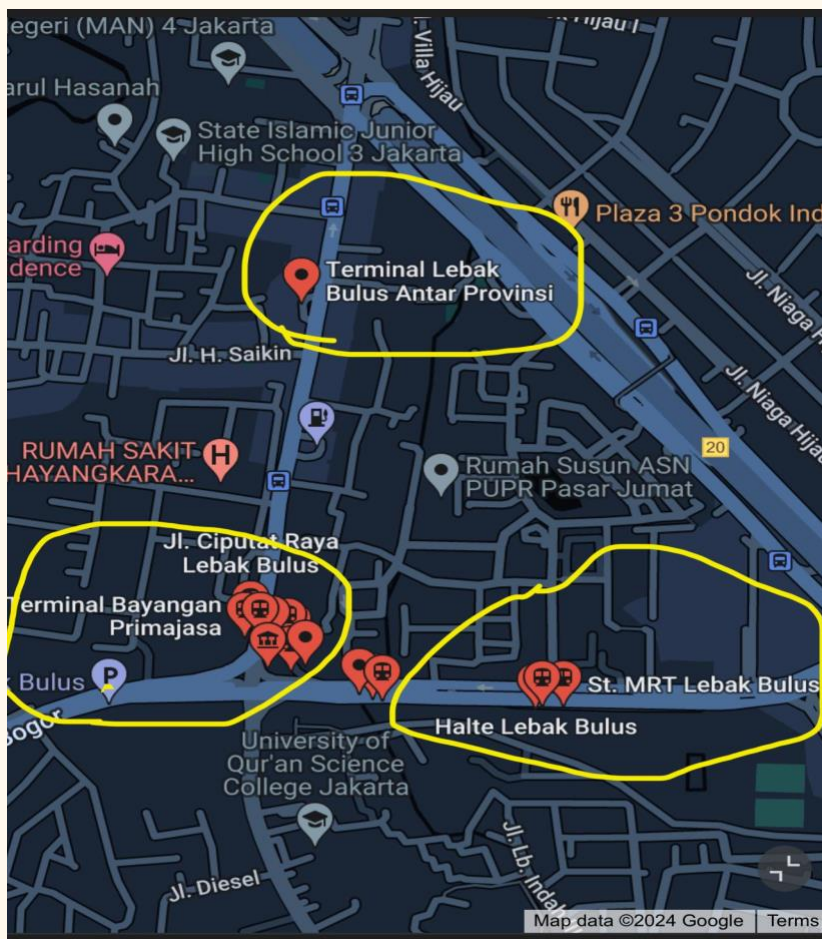 egeri (MAN) 4 Jakarta
Hijau I
Jl. Villa Hijau
arul Hasanah
State Islamic Junior
High School 3 Jakarta
Plaza 3 Pondok Ind
arding
dence
Terminal Lebak
Bulus Antar Provinsi
Jl. Niaga H
Jl. H. Saikin
Jl. Niaga Hijau
RUMAH SAKIT
HAYANGKARA...
H
20
Rumah Susun ASN
PUPR Pasar Jumat
Jl. Ciputat Raya
Lebak Bulus
Terminal Bayangan
Primajasa
k Bulus
P
St. MRT Lebak Bulus
Halte Lebak Bulus
Bogor
University of
Qur'an Science
College Jakarta
Jl. Diesel
Jl. Lb. Indah
Map data ©2024 Google
Terms